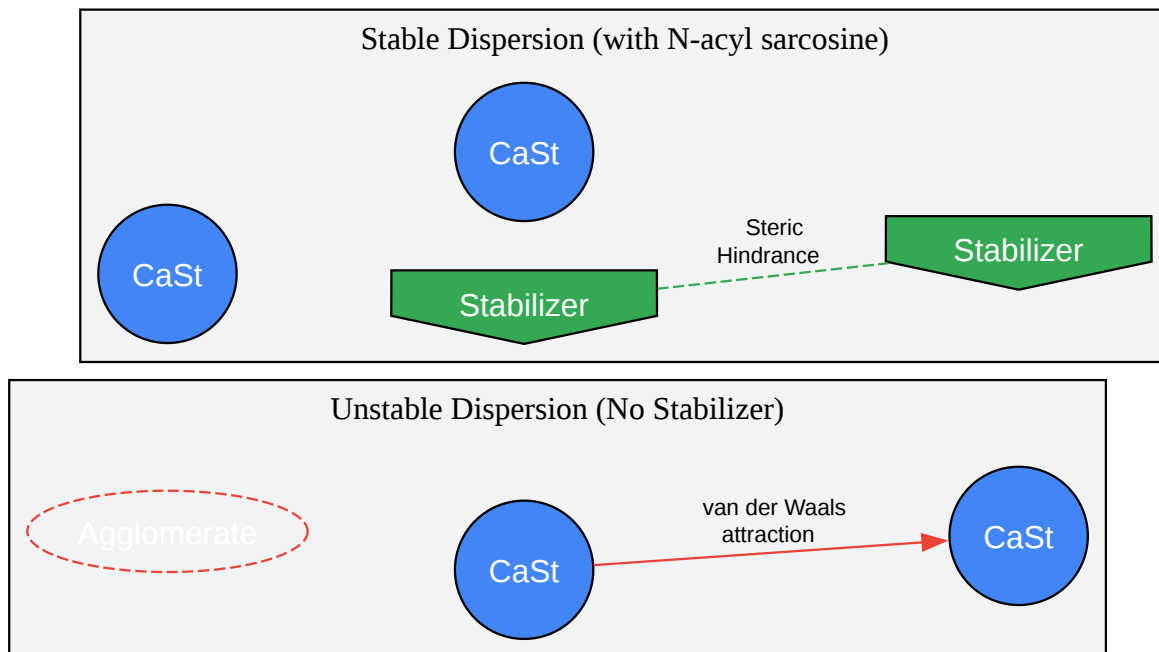 Stable Dispersion (with N-acyl sarcosine)
CaSt
CaSt
Steric
Hindrance
Stabilizer
Stabilizer
Unstable Dispersion (No Stabilizer)
Agglomerate
CaSt
van der Waals
attraction
CaSt